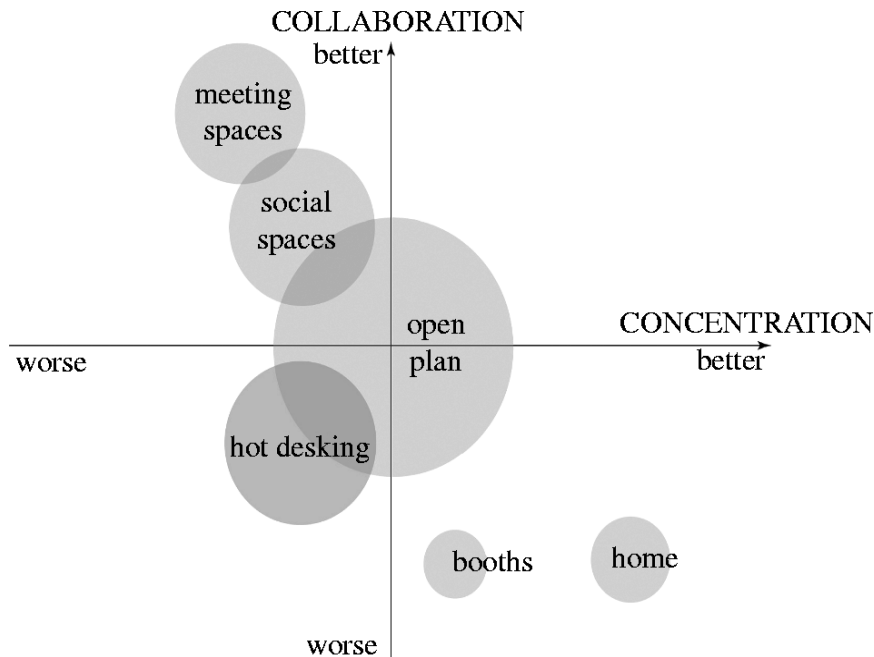 COLLABORATION
better
meeting
spaces
social
spaces
open
plan
CONCENTRATION
worse
better
hot desking
booths
home
worse